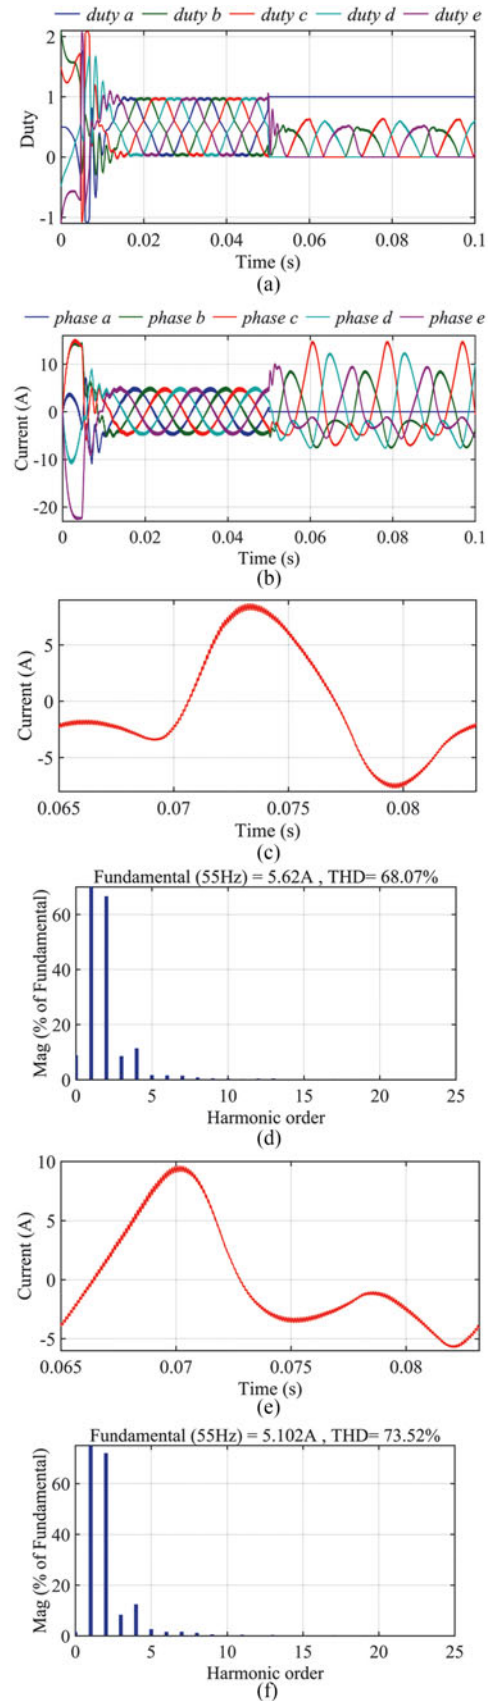 duty a duty b duty c duty d duty e
2
1
0
-1
Duty
0 0.02 0.04 0.06 0.08 0.1
Time (s)
(a)
phase a phase b phase c phase d phase e
10
0
-10
-20
Current (A)
0 0.02 0.04 0.06 0.08 0.1
Time (s)
(b)
5
0
-5
Current (A)
0.065 0.07 0.075 0.08
Time (s)
(c)
Fundamental (55Hz) = 5.62A , THD= 68.07%
60
40
20
0
Mag (% of Fundamental)
0 5 10 15 20 25
Harmonic order
(d)
10
5
0
-5
Current (A)
0.065 0.07 0.075 0.08
Time (s)
(e)
Fundamental (55Hz) = 5.102A , THD= 73.52%
60
40
20
0
Mag (% of Fundamental)
0 5 10 15 20 25
Harmonic order
(f)